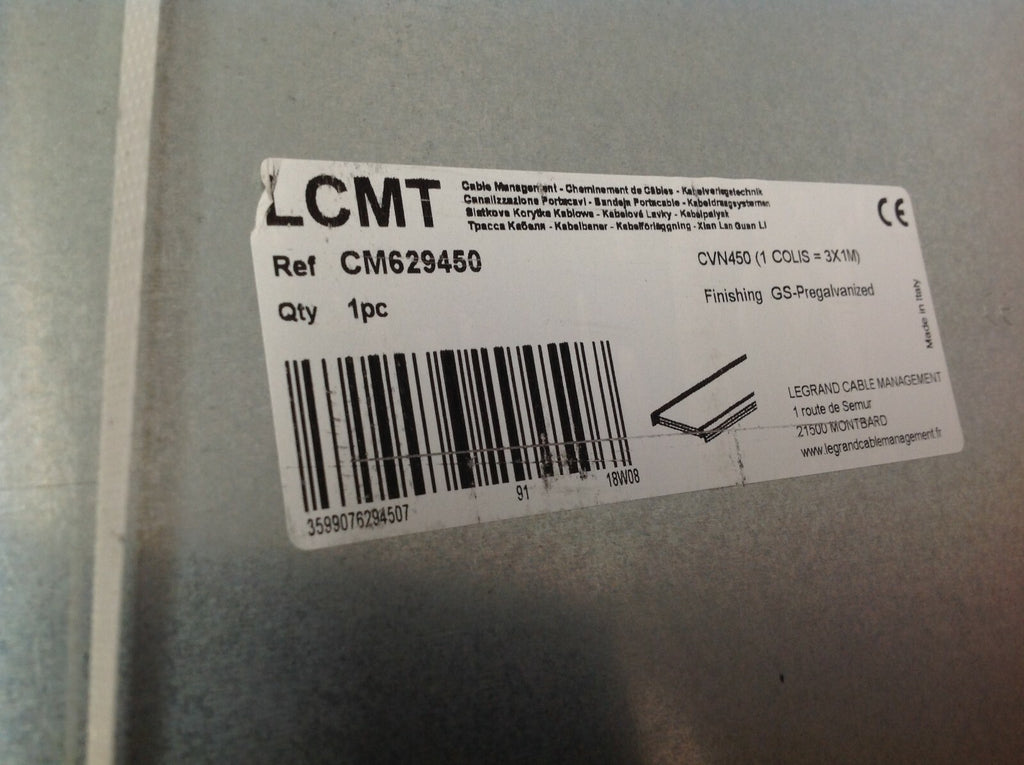 LCMT
Cable Management - Cheminement de Câbles - Kabelverlegetechnik
Canalizzazione Portacavi - Bandeja Portacable - Kabeldraagsystemen
Siatkowe Korytka Kablowe - Kabelové Lavky - Kabelpalyak
Трасса Кабеля - Kabelbaner - Kabelförläggning - Xian Lan Guan Li
CE
Ref CM629450
CVN450 (1 COLIS = 3X1M)
Qty 1pc
Finishing GS-Pregalvanized
Made in Italy
LEGRAND CABLE MANAGEMENT
1 route de Semur
21500 MONTBARD
www.legrandcablemanagement.fr
3599076294507
91
18W08